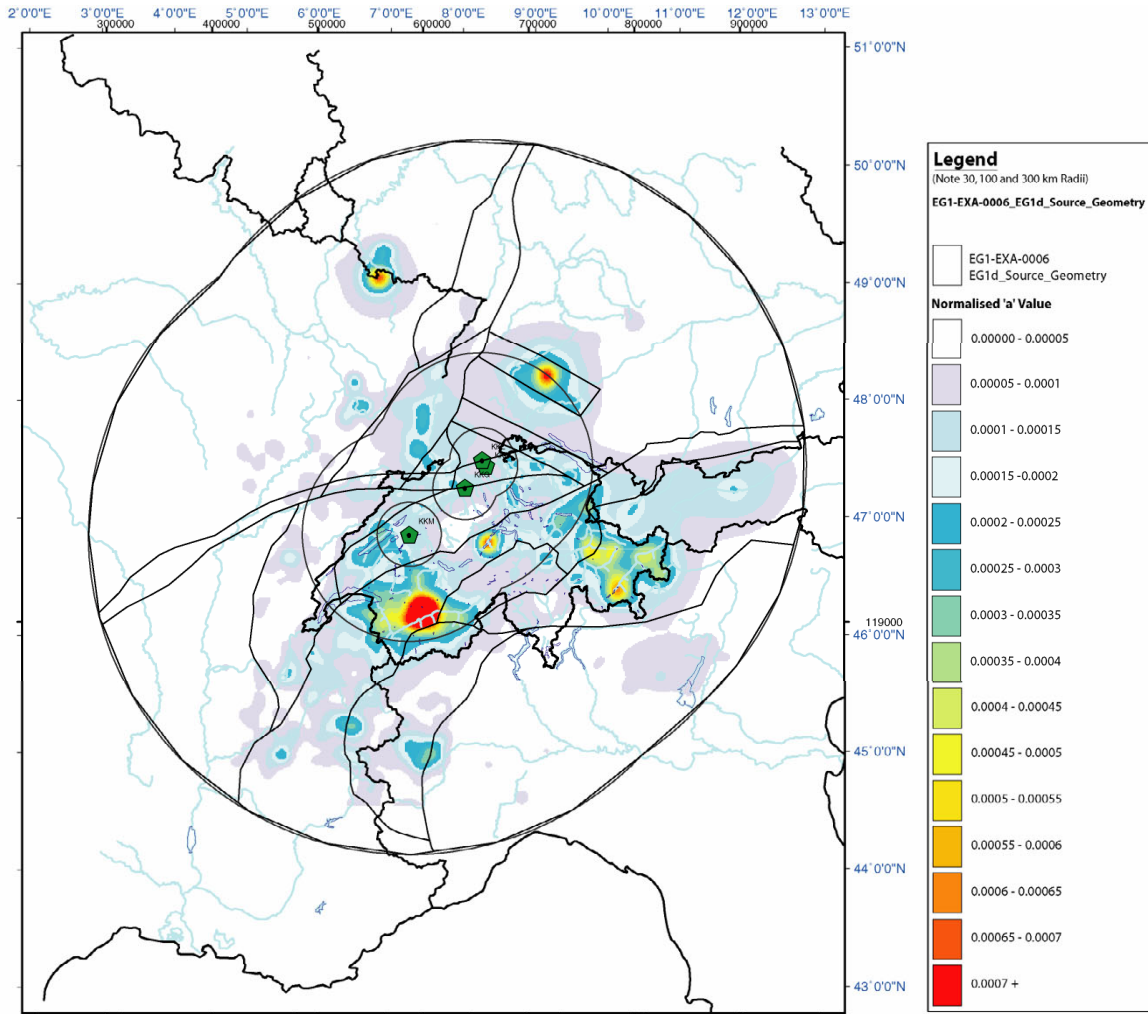 2°0'0"E 3°0'0"E 4°0'0"E 5°0'0"E 6°0'0"E 7°0'0"E 8°0'0"E 9°0'0"E 10°0'0"E 11°0'0"E 12°0'0"E 13°0'0"E
300000 400000 500000 600000 700000 800000 900000
51°0'0"N
50°0'0"N
49°0'0"N
48°0'0"N
47°0'0"N
119000
46°0'0"N
45°0'0"N
44°0'0"N
43°0'0"N
KKM
Legend
(Note 30, 100 and 300 km Radii)
EG1-EXA-0006_EG1d_Source_Geometry
EG1-EXA-0006
EG1d_Source_Geometry
Normalised 'a' Value
0.00000 - 0.00005
0.00005 - 0.0001
0.0001 - 0.00015
0.00015 - 0.0002
0.0002 - 0.00025
0.00025 - 0.0003
0.0003 - 0.00035
0.00035 - 0.0004
0.0004 - 0.00045
0.00045 - 0.0005
0.0005 - 0.00055
0.00055 - 0.0006
0.0006 - 0.00065
0.00065 - 0.0007
0.0007 +